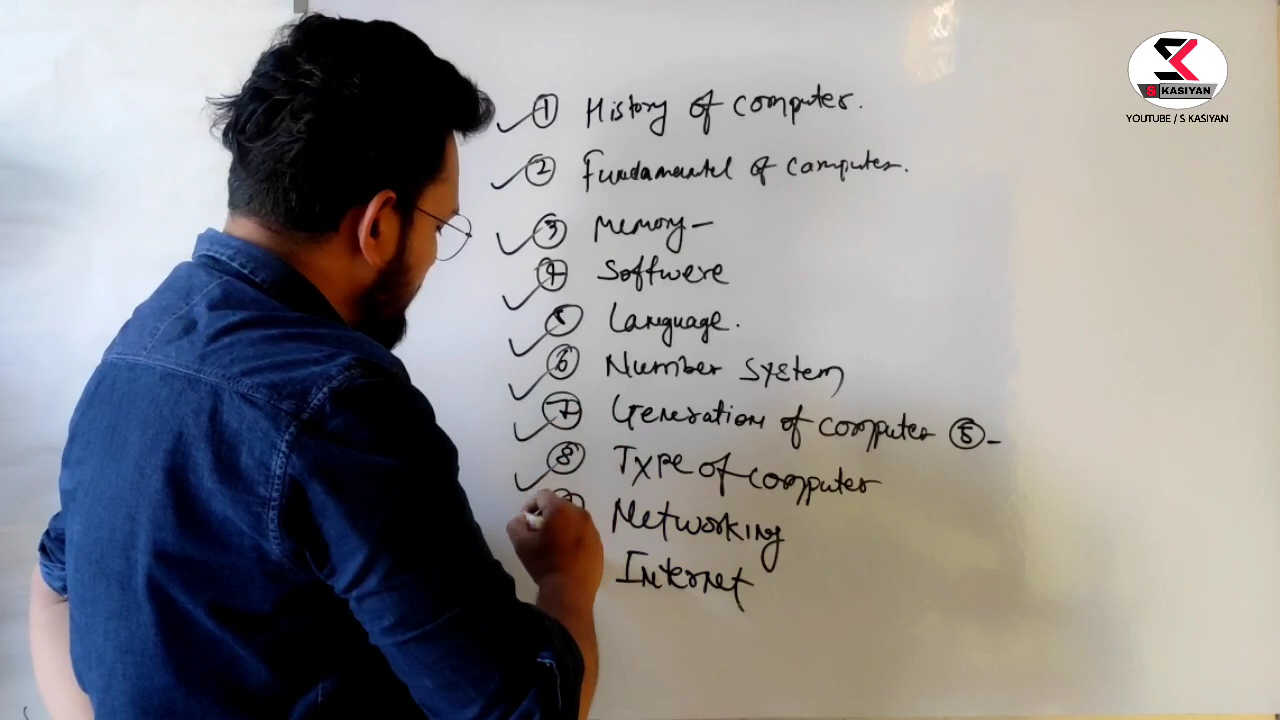 S KASIYAN
YOUTUBE / S KASIYAN
1 History of computer.
2 Fundamantel of computer.
3 Memory -
4 Softwere
5 Language.
6 Number System
7 Generation of computer 5 -
8 Type of computer
Networking
Internet